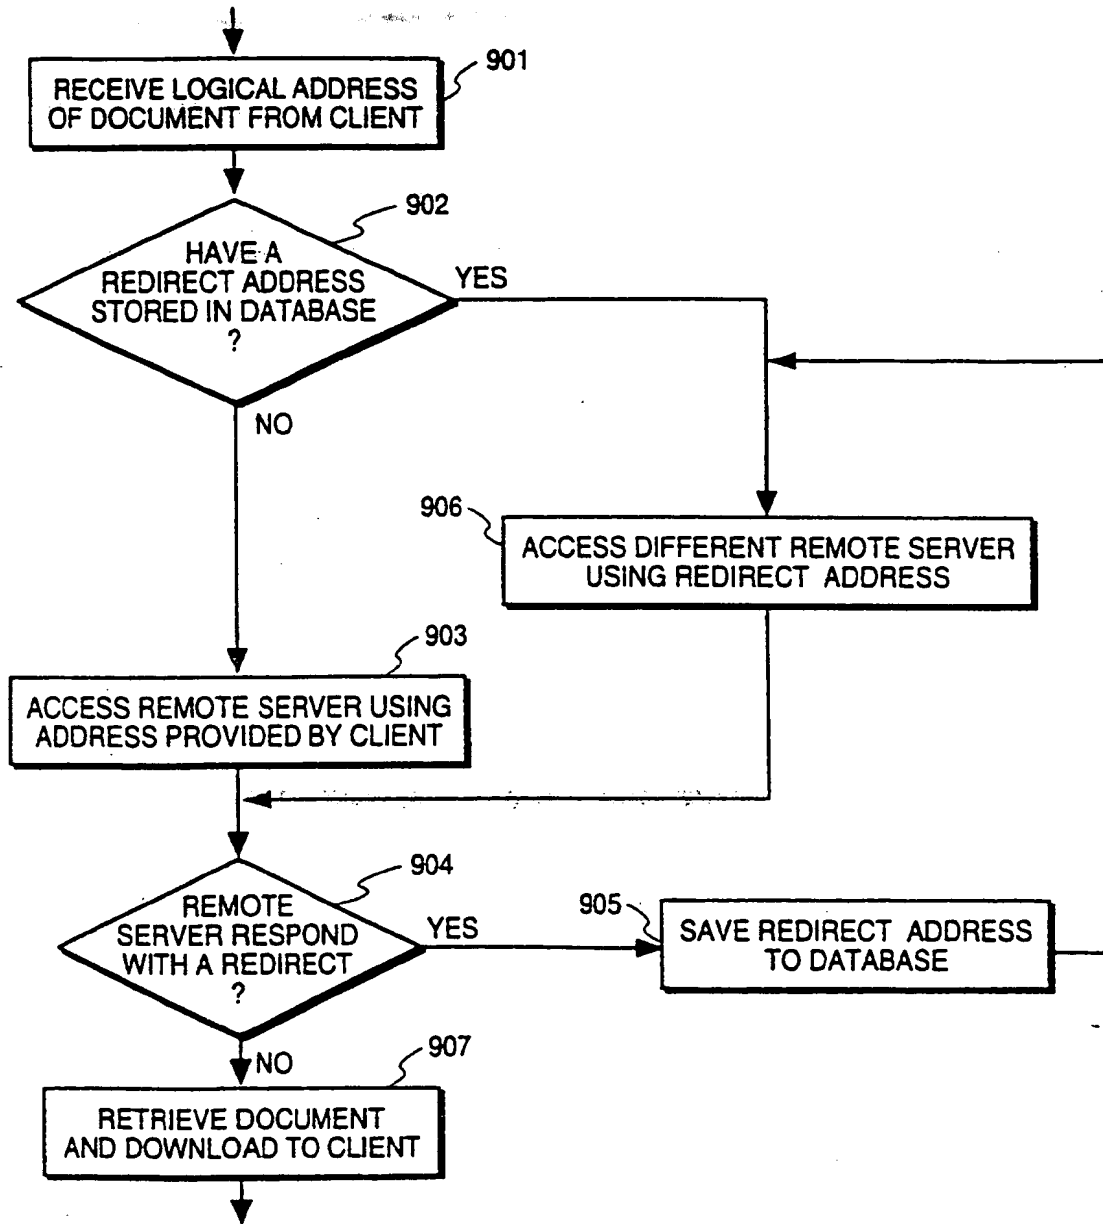 901
RECEIVE LOGICAL ADDRESS
OF DOCUMENT FROM CLIENT
902
HAVE A
REDIRECT ADDRESS
STORED IN DATABASE
?
YES
NO
906
ACCESS DIFFERENT REMOTE SERVER
USING REDIRECT ADDRESS
903
ACCESS REMOTE SERVER USING
ADDRESS PROVIDED BY CLIENT
904
REMOTE
SERVER RESPOND
WITH A REDIRECT
?
YES
905
SAVE REDIRECT ADDRESS
TO DATABASE
NO
907
RETRIEVE DOCUMENT
AND DOWNLOAD TO CLIENT